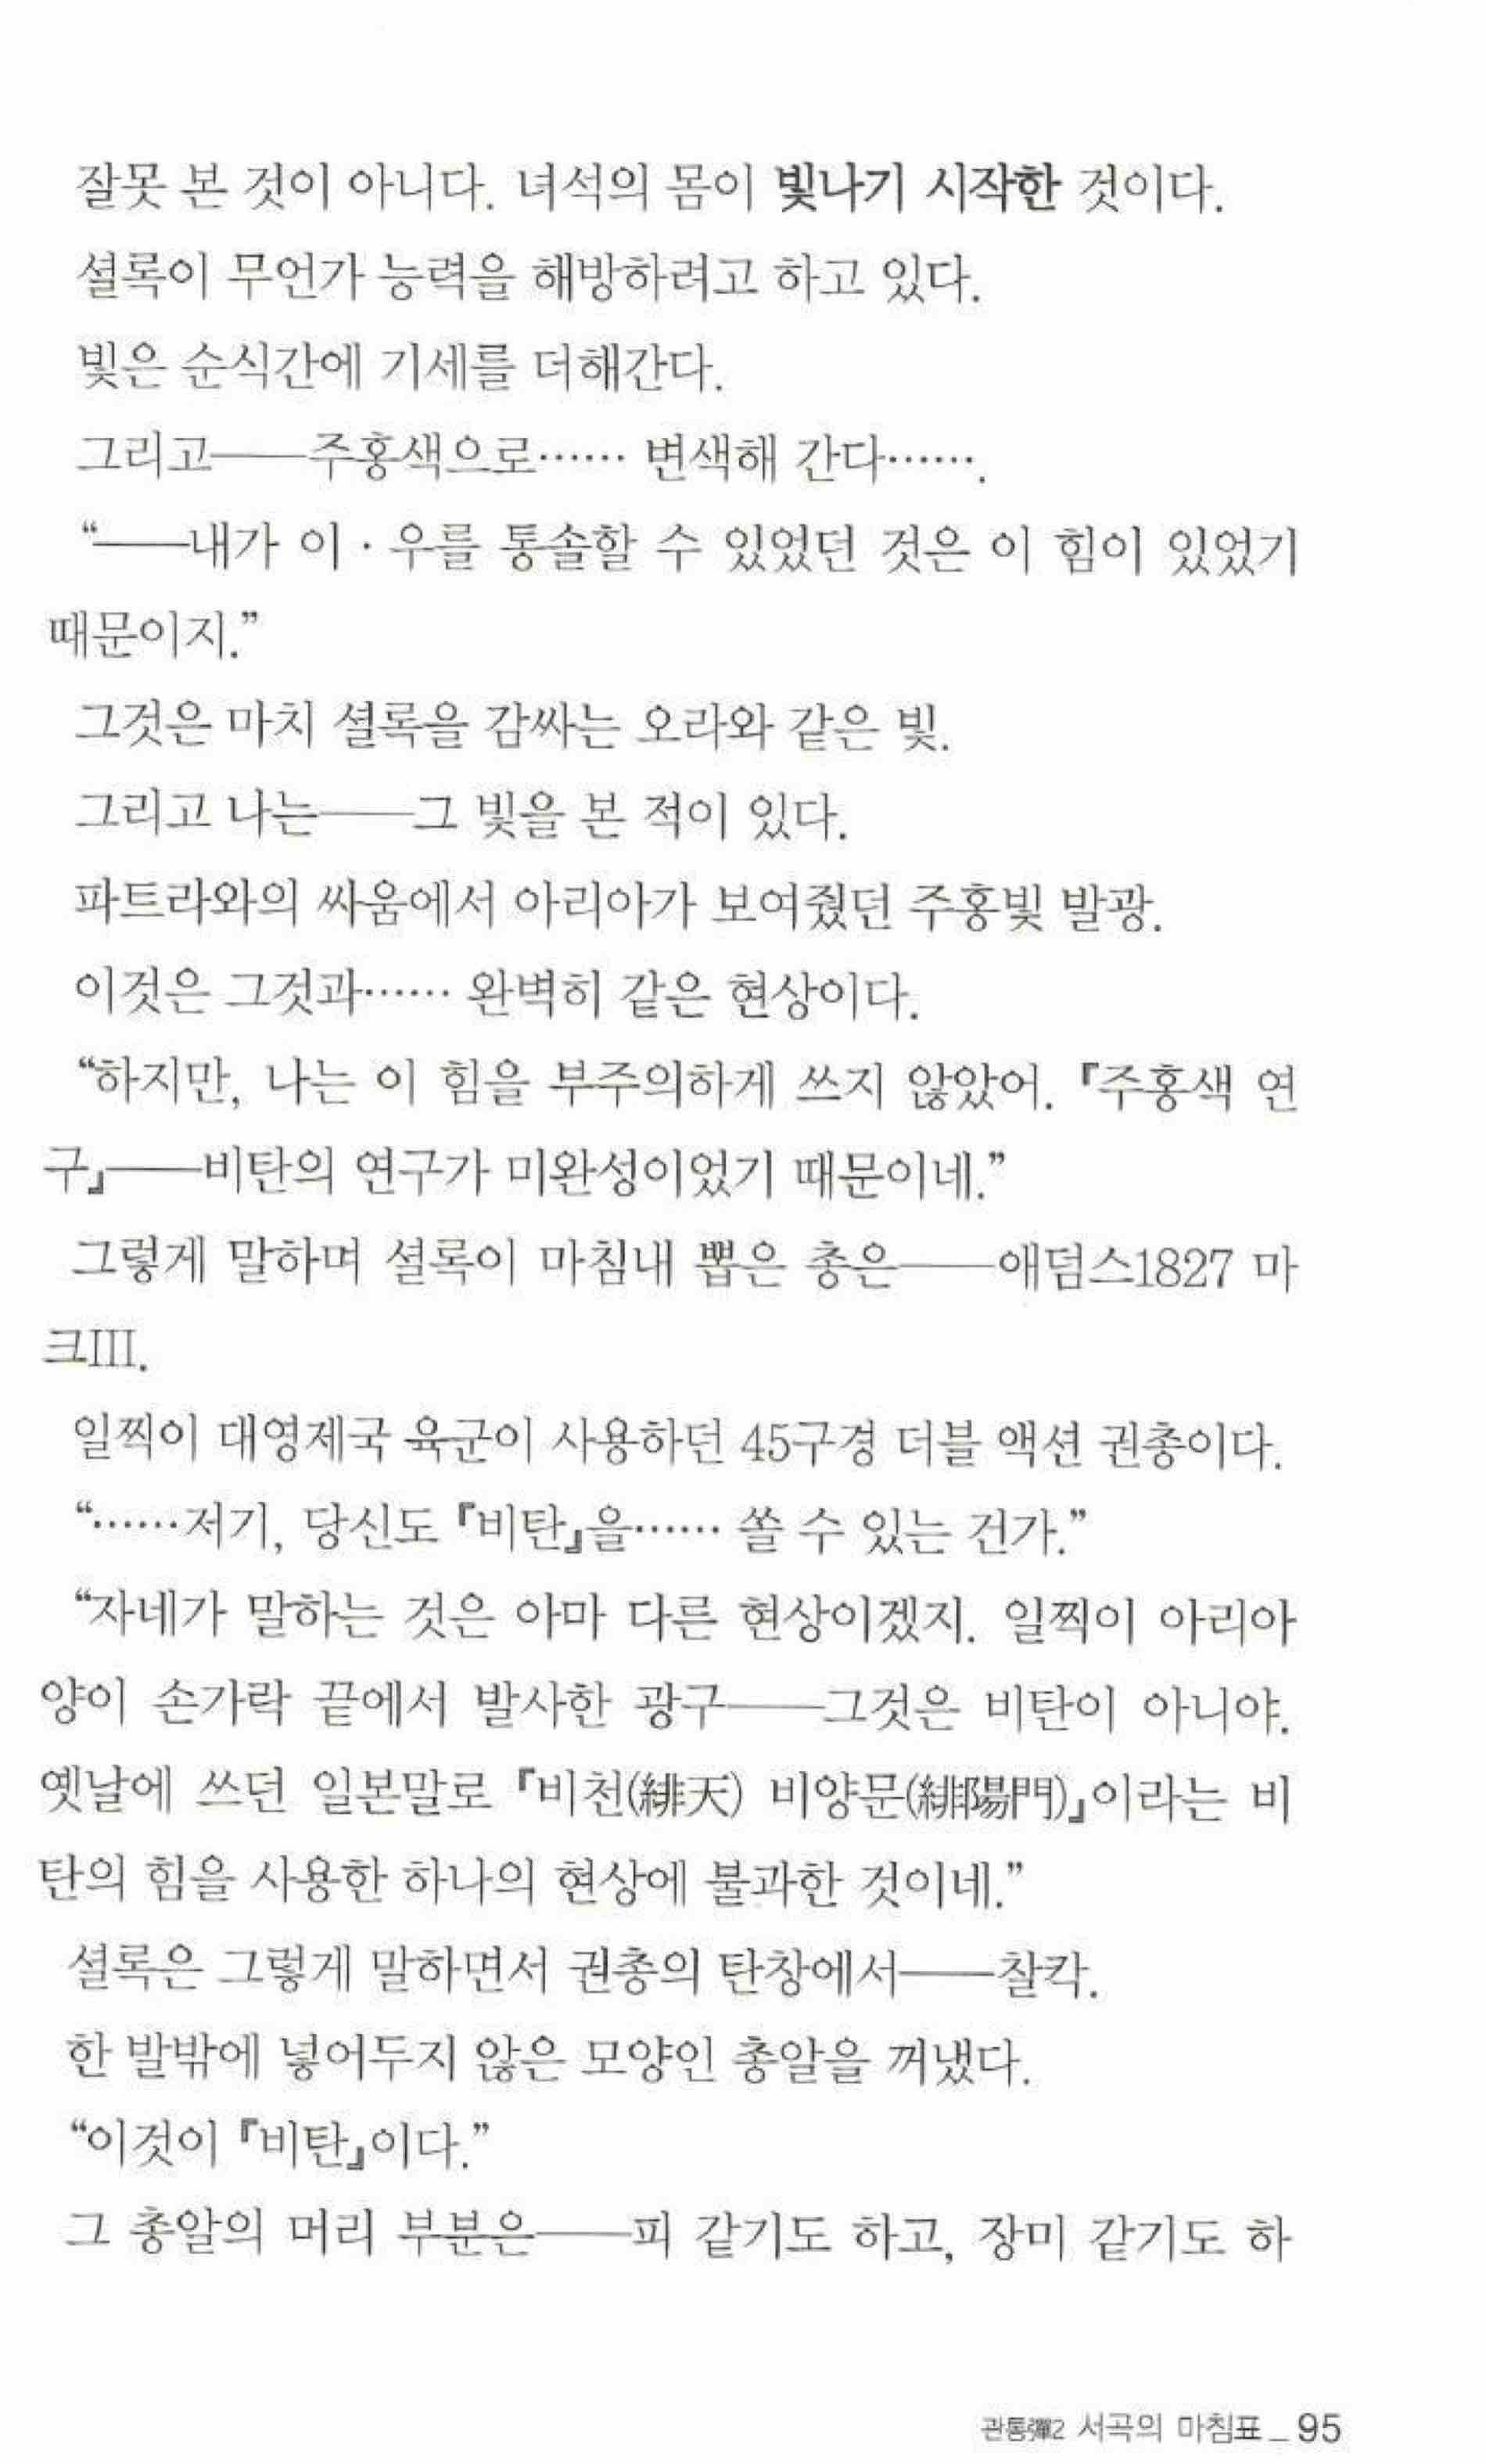 잘못 본 것이 아니다. 녀석의 몸이 빛나기 시작한 것이다.
셜록이 무언가 능력을 해방하려고 하고 있다.
빛은 순식간에 기세를 더해간다.
그리고──주홍색으로…… 변색해 간다…….
“──내가 이·우를 통솔할 수 있었던 것은 이 힘이 있었기
때문이지.”
그것은 마치 셜록을 감싸는 오라와 같은 빛.
그리고 나는──그 빛을 본 적이 있다.
파트라와의 싸움에서 아리아가 보여줬던 주홍빛 발광.
이것은 그것과…… 완벽히 같은 현상이다.
“하지만, 나는 이 힘을 부주의하게 쓰지 않았어. 『주홍색 연
구』──비탄의 연구가 미완성이었기 때문이네.”
그렇게 말하며 셜록이 마침내 뽑은 총은──애덤스1827 마
크III.
일찍이 대영제국 육군이 사용하던 45구경 더블 액션 권총이다.
“……저기, 당신도 『비탄』을…… 쏠 수 있는 건가.”
“자네가 말하는 것은 아마 다른 현상이겠지. 일찍이 아리아
양이 손가락 끝에서 발사한 광구──그것은 비탄이 아니야.
옛날에 쓰던 일본말로 『비천(緋天) 비양문(緋陽門)』이라는 비
탄의 힘을 사용한 하나의 현상에 불과한 것이네.”
셜록은 그렇게 말하면서 권총의 탄창에서──찰칵.
한 발밖에 넣어두지 않은 모양인 총알을 꺼냈다.
“이것이 『비탄』이다.”
그 총알의 머리 부분은──피 같기도 하고, 장미 같기도 하
관통彈2 서곡의 마침표_95